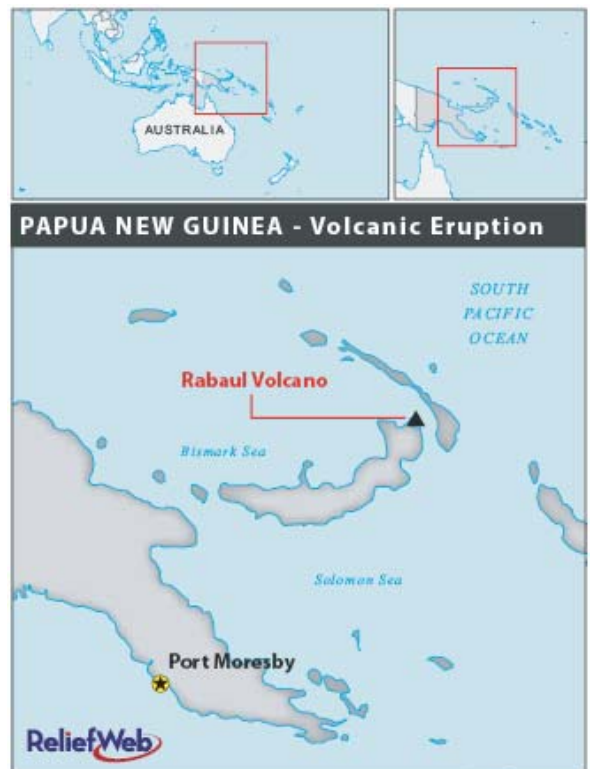 AUSTRALIA
PAPUA NEW GUINEA - Volcanic Eruption
SOUTH
PACIFIC
OCEAN
Rabaul Volcano
Bismark Sea
Solomon Sea
Port Moresby
ReliefWeb